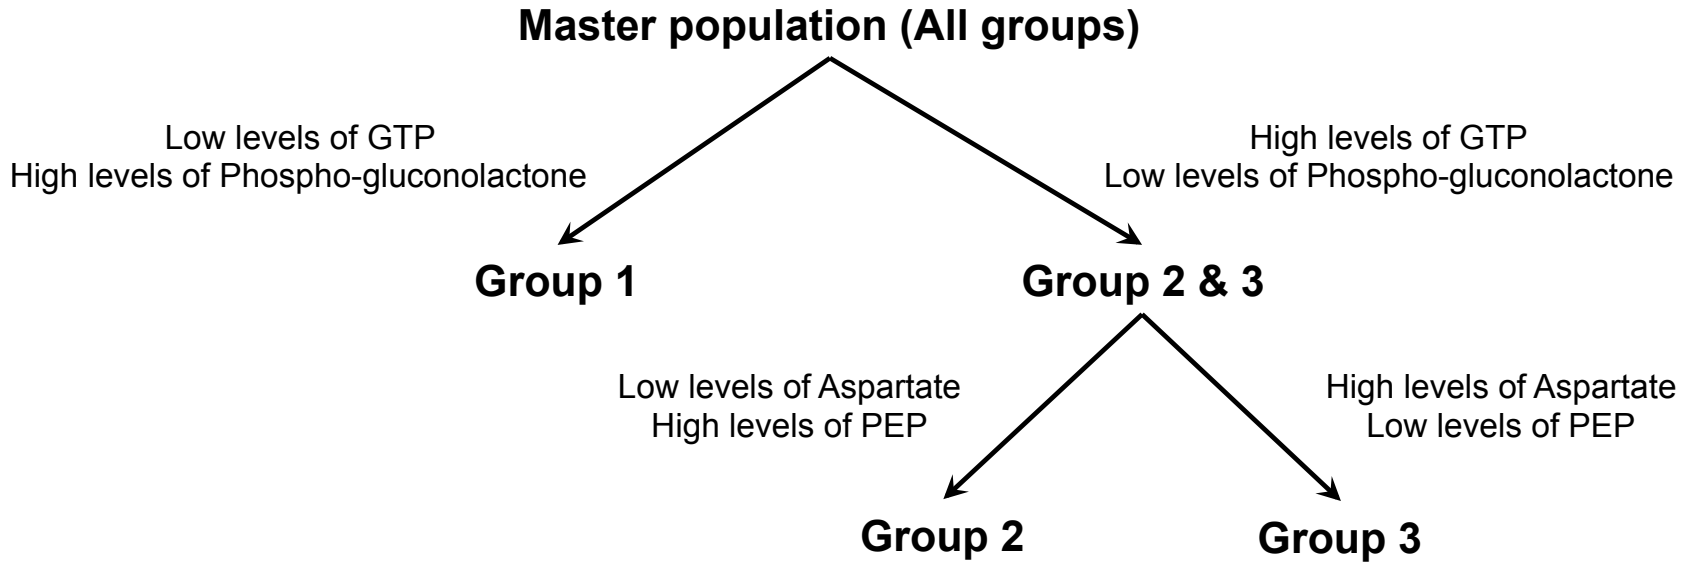 Master population (All groups)
Low levels of GTP
High levels of Phospho-gluconolactone
High levels of GTP
Low levels of Phospho-gluconolactone
Group 1
Group 2 & 3
Low levels of Aspartate
High levels of PEP
High levels of Aspartate
Low levels of PEP
Group 2
Group 3